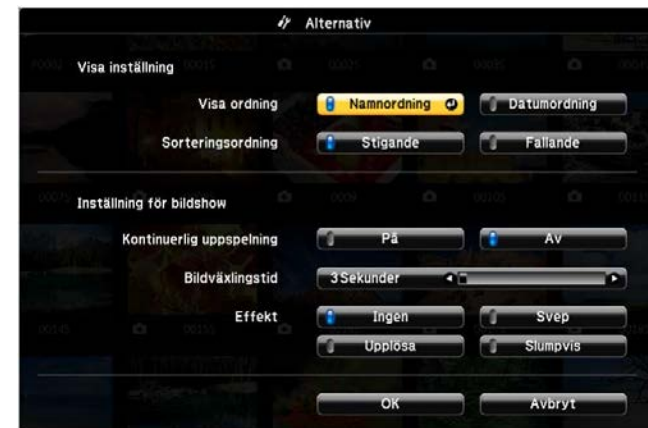 Alternativ
Visa inställning
Visa ordning Namnordning Datumordning
Sorteringsordning Stigande Fallande
Inställning för bildshow
Kontinuerlig uppspelning På Av
Bildväxlingstid 3Sekunder
Effekt Ingen Svep
Upplösa Slumpvis
OK Avbryt